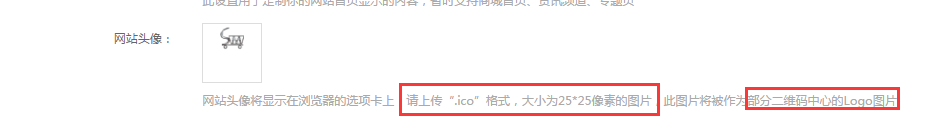 此设置用于定制你的网站首页显示的内容，暂时支持商城首页、资讯频道、专题页
网站头像：
网站头像将显示在浏览器的选项卡上，请上传“.ico”格式，大小为25*25像素的图片，此图片将被作为部分二维码中心的Logo图片